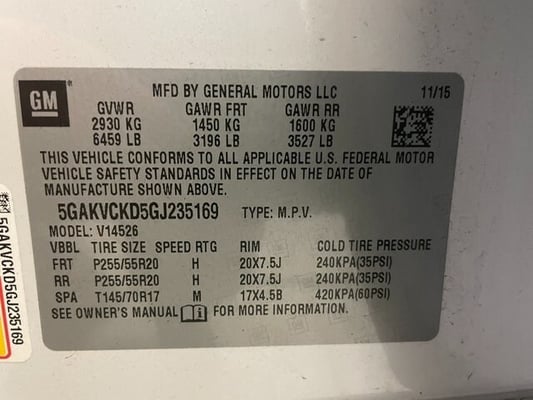 GM
MFD BY GENERAL MOTORS LLC 11/15
GVWR GAWR FRT GAWR RR
2930 KG 1450 KG 1600 KG
6459 LB 3196 LB 3527 LB
THIS VEHICLE CONFORMS TO ALL APPLICABLE U.S. FEDERAL MOTOR
VEHICLE SAFETY STANDARDS IN EFFECT ON THE DATE OF
MANUFACTURE SHOWN ABOVE.
5GAKVCKD5GJ235169 TYPE: M.P.V.
MODEL: V14526
VBBL TIRE SIZE SPEED RTG RIM COLD TIRE PRESSURE
FRT P255/55R20 H 20X7.5J 240KPA(35PSI)
RR P255/55R20 H 20X7.5J 240KPA(35PSI)
SPA T145/70R17 M 17X4.5B 420KPA(60PSI)
SEE OWNER'S MANUAL FOR MORE INFORMATION.
5GAKVCKD5GJ235169